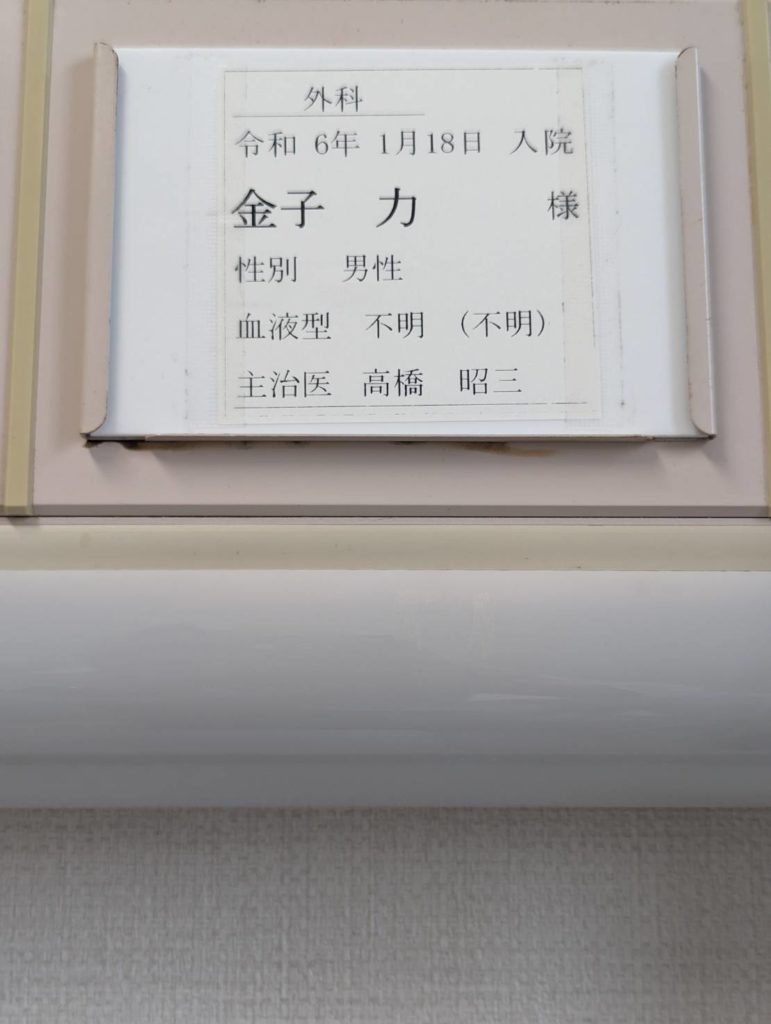 外科
令和 6年 1月18日 入院
金子 力 様
性別 男性
血液型 不明 (不明)
主治医 高橋 昭三